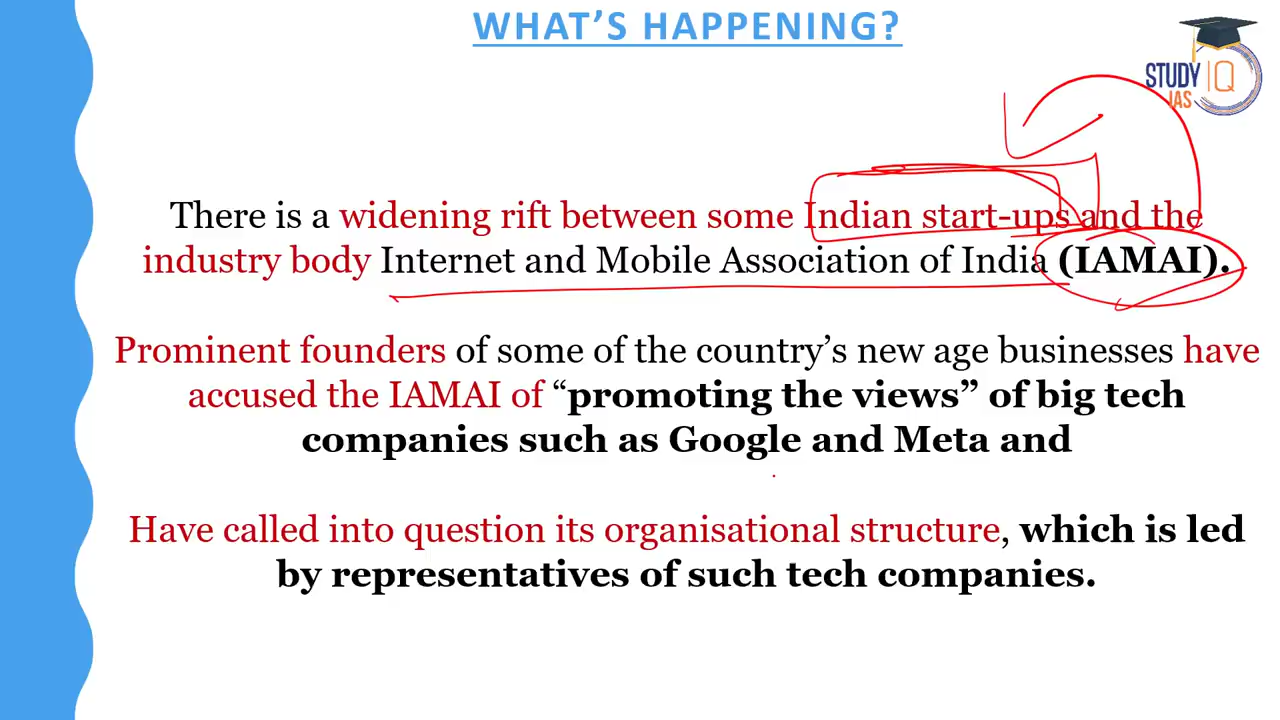 WHAT'S HAPPENING?
STUDY IQ
IAS
There is a widening rift between some Indian start-ups and the
industry body Internet and Mobile Association of India (IAMAI).
Prominent founders of some of the country's new age businesses have
accused the IAMAI of “promoting the views” of big tech
companies such as Google and Meta and
Have called into question its organisational structure, which is led
by representatives of such tech companies.